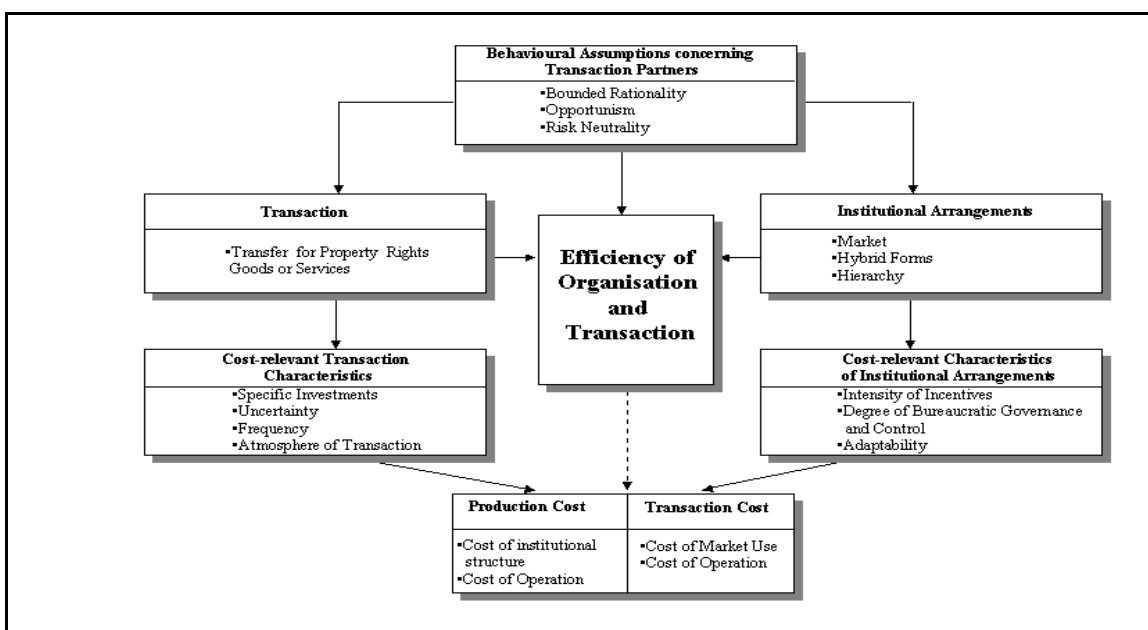 Behavioural Assumptions concerning
Transaction Partners
▪Bounded Rationality
▪Opportunism
▪Risk Neutrality
Transaction
▪Transfer for Property Rights
Goods or Services
Efficiency of
Organisation
and
Transaction
Institutional Arrangements
▪Market
▪Hybrid Forms
▪Hierarchy
Cost-relevant Transaction
Characteristics
▪Specific Investments
▪Uncertainty
▪Frequency
▪Atmosphere of Transaction
Cost-relevant Characteristics
of Institutional Arrangements
▪Intensity of Incentives
▪Degree of Bureaucratic Governance
and Control
▪Adaptability
Production Cost
▪Cost of institutional
structure
▪Cost of Operation
Transaction Cost
▪Cost of Market Use
▪Cost of Operation